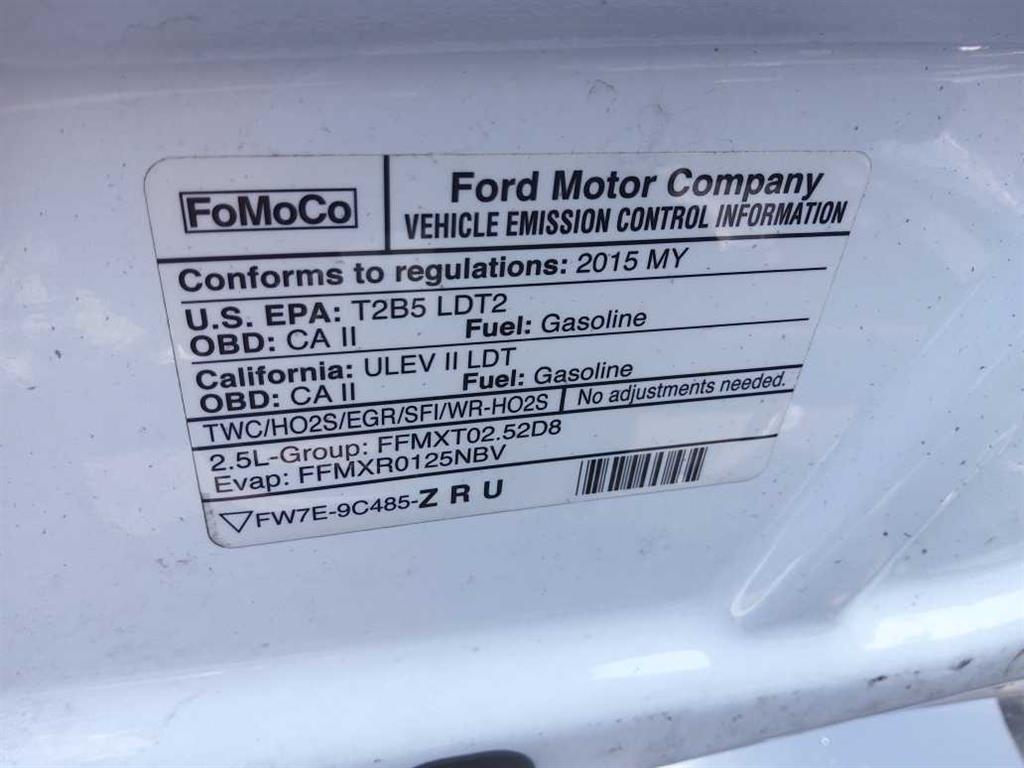 FoMoCo
Ford Motor Company
VEHICLE EMISSION CONTROL INFORMATION
Conforms to regulations: 2015 MY
U.S. EPA: T2B5 LDT2
OBD: CA II Fuel: Gasoline
California: ULEV II LDT
OBD: CA II Fuel: Gasoline
TWC/HO2S/EGR/SFI/WR-HO2S No adjustments needed.
2.5L-Group: FFMXT02.52D8
Evap: FFMXR0125NBV
FW7E-9C485-Z R U